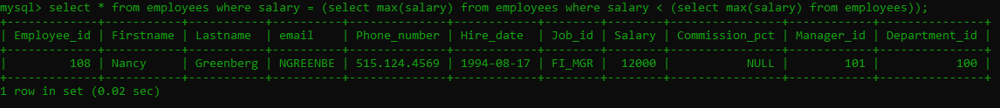 mysql> select * from employees where salary = (select max(salary) from employees where salary < (select max(salary) from employees));
+-------------+-----------+-----------+----------+--------------+------------+--------+--------+----------------+------------+---------------+
| Employee_id | Firstname | Lastname  | email    | Phone_number | Hire_date  | Job_id | Salary | Commission_pct | Manager_id | Department_id |
+-------------+-----------+-----------+----------+--------------+------------+--------+--------+----------------+------------+---------------+
|         108 | Nancy     | Greenberg | NGREENBE | 515.124.4569 | 1994-08-17 | FI_MGR |  12000 |           NULL |        101 |           100 |
+-------------+-----------+-----------+----------+--------------+------------+--------+--------+----------------+------------+---------------+
1 row in set (0.02 sec)